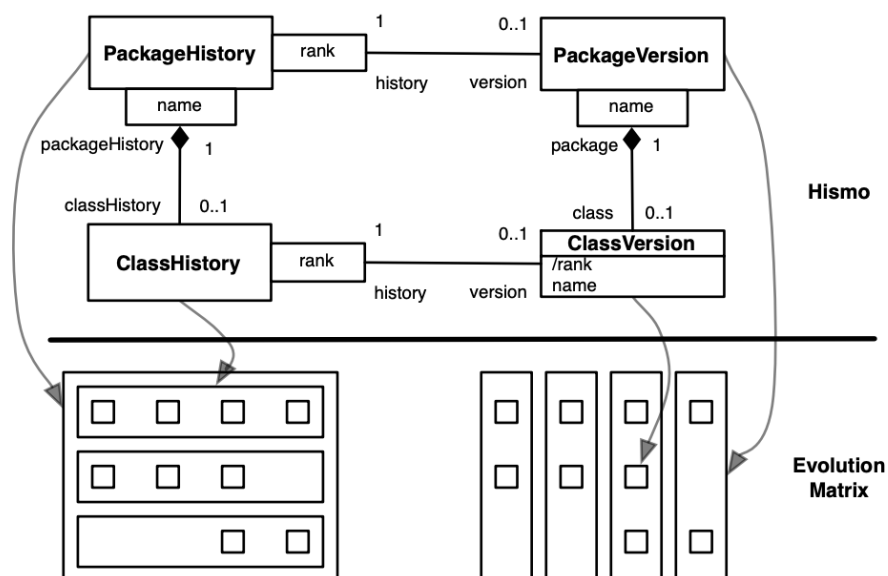 1
0..1
PackageHistory
rank
PackageVersion
history
version
name
name
packageHistory
1
package
1
Hismo
classHistory
0..1
class
0..1
1
0..1
ClassVersion
ClassHistory
rank
/rank
name
history
version
Evolution
Matrix